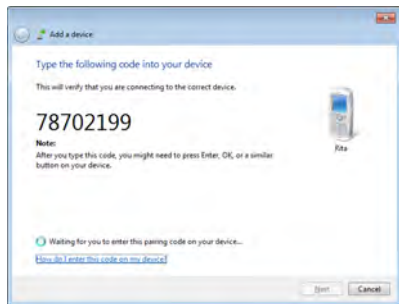 Add a device
Type the following code into your device
This will verify that you are connecting to the correct device.
78702199
Note:
After you type this code, you might need to press Enter, OK, or a similar
button on your device.
Rita
Waiting for you to enter this pairing code on your device...
How do I enter this code on my device?
Next
Cancel